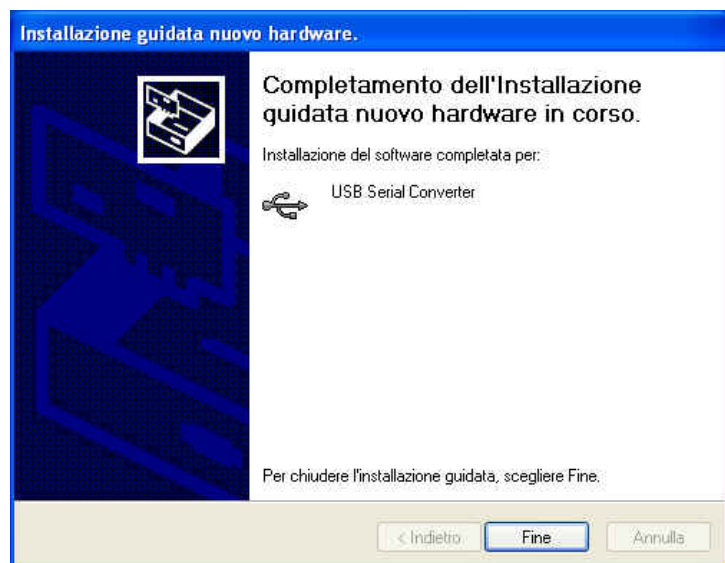 Installazione guidata nuovo hardware.
Completamento dell'Installazione
guidata nuovo hardware in corso.
Installazione del software completata per:
USB Serial Converter
Per chiudere l'installazione guidata, scegliere Fine.
< Indietro
Fine
Annulla